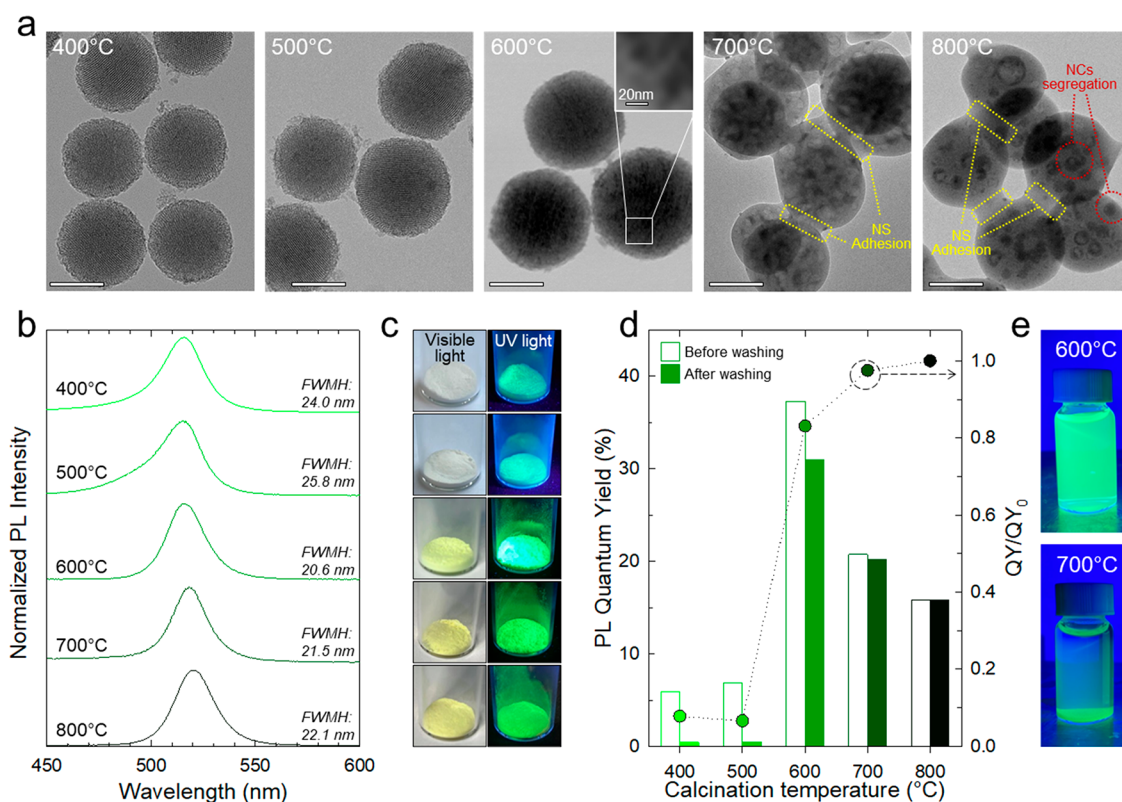 a
400°C
500°C
600°C
20nm
700°C
NS
Adhesion
800°C
NCs
segregation
NS
Adhesion
b
Normalized PL Intensity
400°C
FWMH:
24.0 nm
500°C
FWMH:
25.8 nm
600°C
FWMH:
20.6 nm
700°C
FWMH:
21.5 nm
800°C
FWMH:
22.1 nm
450
500
550
600
Wavelength (nm)
c
Visible
light
UV light
d
Before washing
After washing
PL Quantum Yield (%)
40
30
20
10
0
QY/QY₀
1.0
0.8
0.6
0.4
0.2
0.0
400
500
600
700
800
Calcination temperature (°C)
e
600°C
700°C